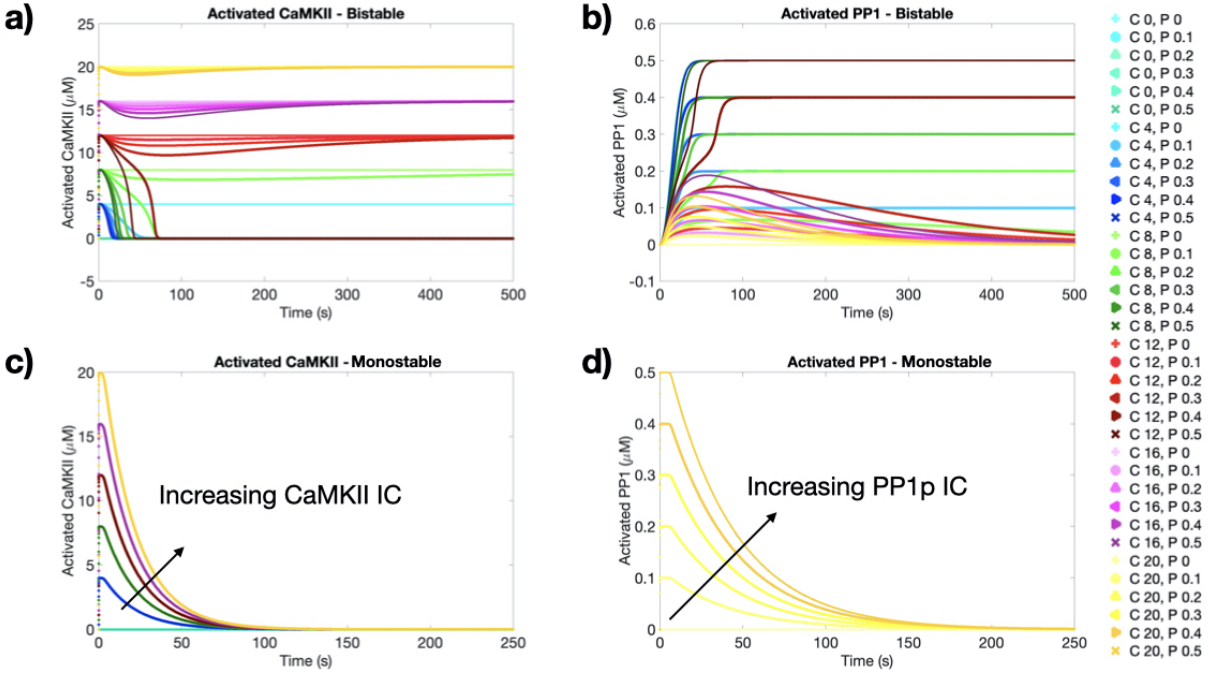 a)
Activated CaMKII - Bistable
25
20
15
10
5
0
-5
Activated CaMKII (μM)
0 100 200 300 400 500
Time (s)
b)
Activated PP1 - Bistable
0.6
0.5
0.4
0.3
0.2
0.1
0
-0.1
Activated PP1 (μM)
0 100 200 300 400 500
Time (s)
c)
Activated CaMKII - Monostable
20
15
10
5
0
Activated CaMKII (μM)
Increasing CaMKII IC
0 50 100 150 200 250
Time (s)
d)
Activated PP1 - Monostable
0.5
0.4
0.3
0.2
0.1
0
Activated PP1 (μM)
Increasing PP1p IC
0 50 100 150 200 250
Time (s)
C 0, P 0
C 0, P 0.1
C 0, P 0.2
C 0, P 0.3
C 0, P 0.4
C 0, P 0.5
C 4, P 0
C 4, P 0.1
C 4, P 0.2
C 4, P 0.3
C 4, P 0.4
C 4, P 0.5
C 8, P 0
C 8, P 0.1
C 8, P 0.2
C 8, P 0.3
C 8, P 0.4
C 8, P 0.5
C 12, P 0
C 12, P 0.1
C 12, P 0.2
C 12, P 0.3
C 12, P 0.4
C 12, P 0.5
C 16, P 0
C 16, P 0.1
C 16, P 0.2
C 16, P 0.3
C 16, P 0.4
C 16, P 0.5
C 20, P 0
C 20, P 0.1
C 20, P 0.2
C 20, P 0.3
C 20, P 0.4
C 20, P 0.5